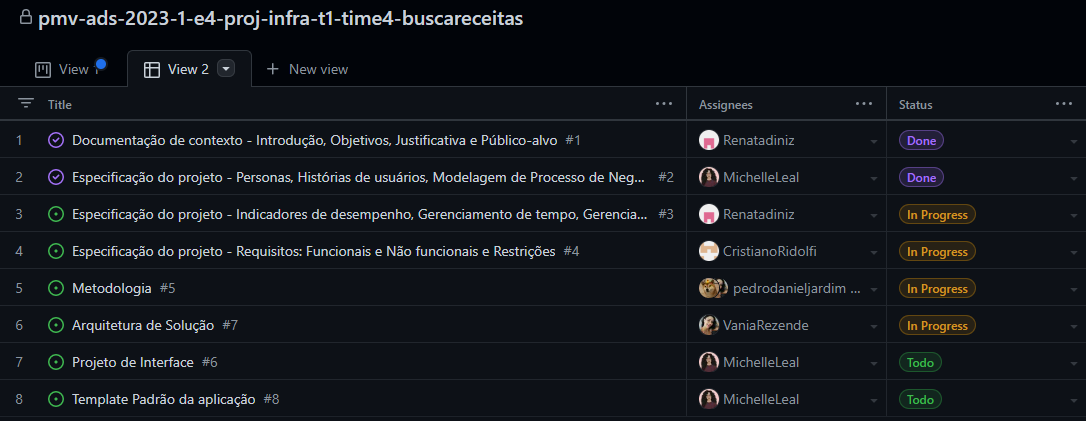 pmv-ads-2023-1-e4-proj-infra-t1-time4-buscareceitas
View 1 View 2 + New view
Title ... Assignees ... Status ...
1 Documentação de contexto - Introdução, Objetivos, Justificativa e Público-alvo #1 Renatadiniz Done
2 Especificação do projeto - Personas, Histórias de usuários, Modelagem de Processo de Neg... #2 MichelleLeal Done
3 Especificação do projeto - Indicadores de desempenho, Gerenciamento de tempo, Gerencia... #3 Renatadiniz In Progress
4 Especificação do projeto - Requisitos: Funcionais e Não funcionais e Restrições #4 CristianoRidolfi In Progress
5 Metodologia #5 pedrodanieljardim ... In Progress
6 Arquitetura de Solução #7 VaniaRezende In Progress
7 Projeto de Interface #6 MichelleLeal Todo
8 Template Padrão da aplicação #8 MichelleLeal Todo